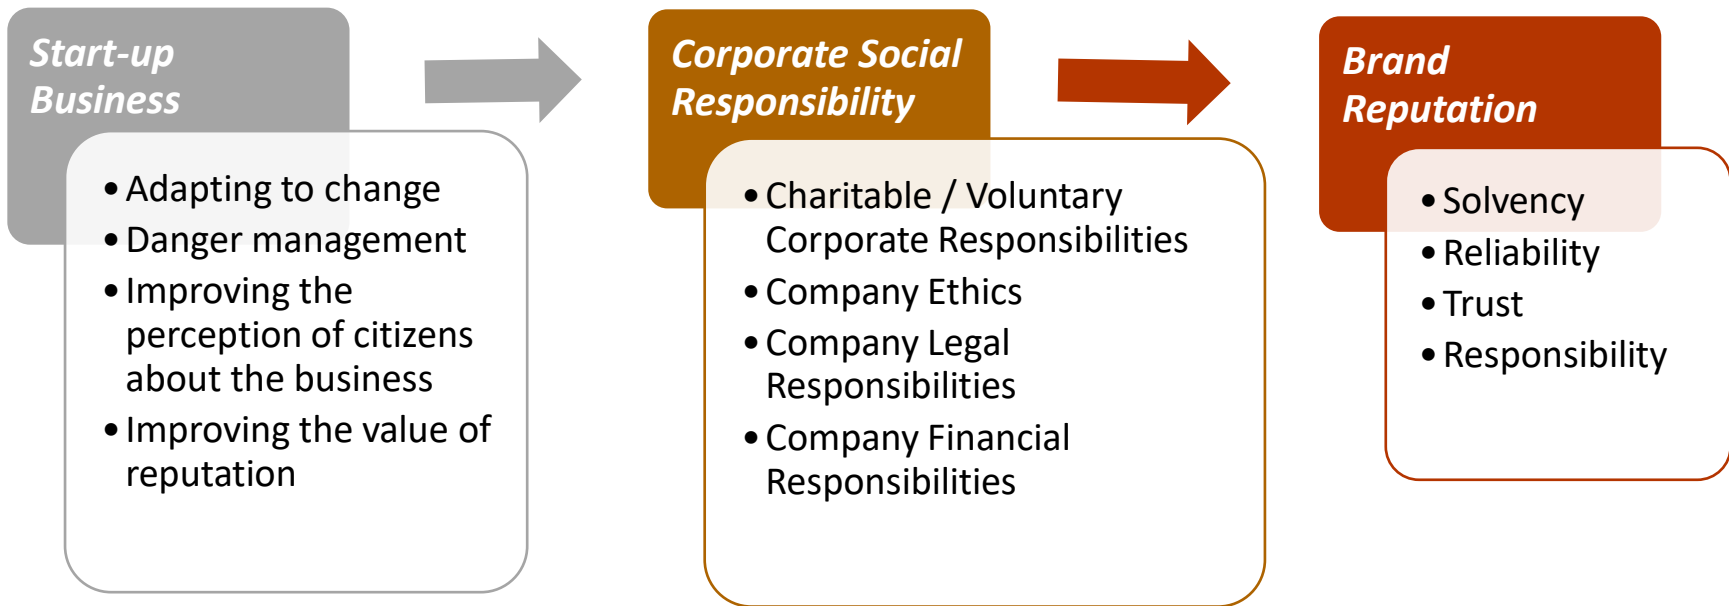 Start-up
Business
• Adapting to change
• Danger management
• Improving the
perception of citizens
about the business
• Improving the value of
reputation
Corporate Social
Responsibility
• Charitable / Voluntary
Corporate Responsibilities
• Company Ethics
• Company Legal
Responsibilities
• Company Financial
Responsibilities
Brand
Reputation
• Solvency
• Reliability
• Trust
• Responsibility